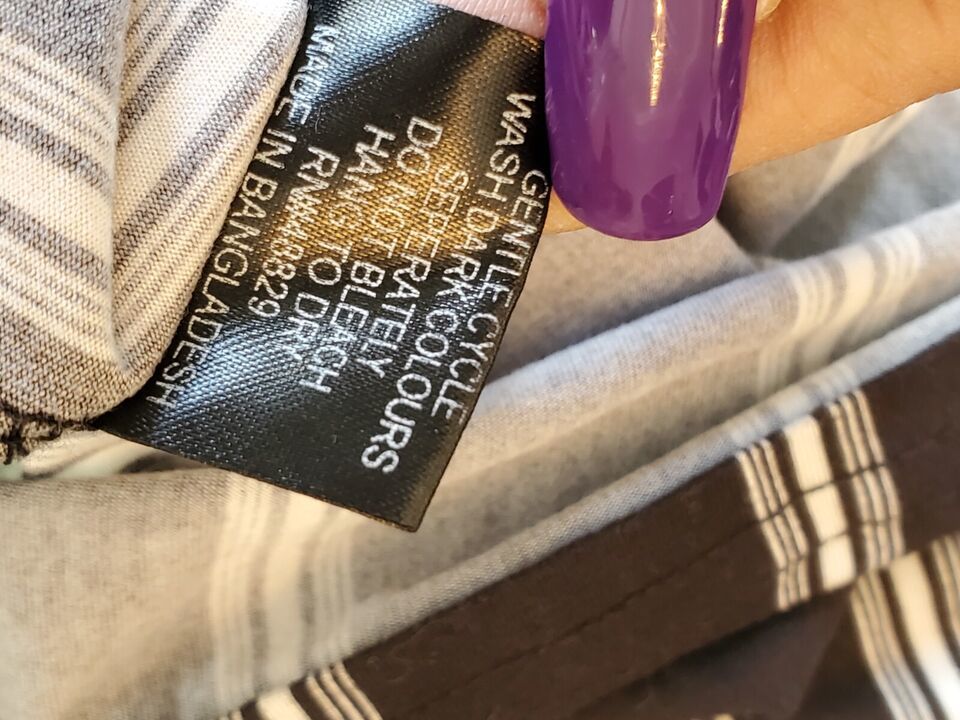 GENTLE CYCLE
WASH DARK COLOURS
SEPERATELY
DO NOT BLEACH
HANG TO DRY
MADE IN BANGLADESH